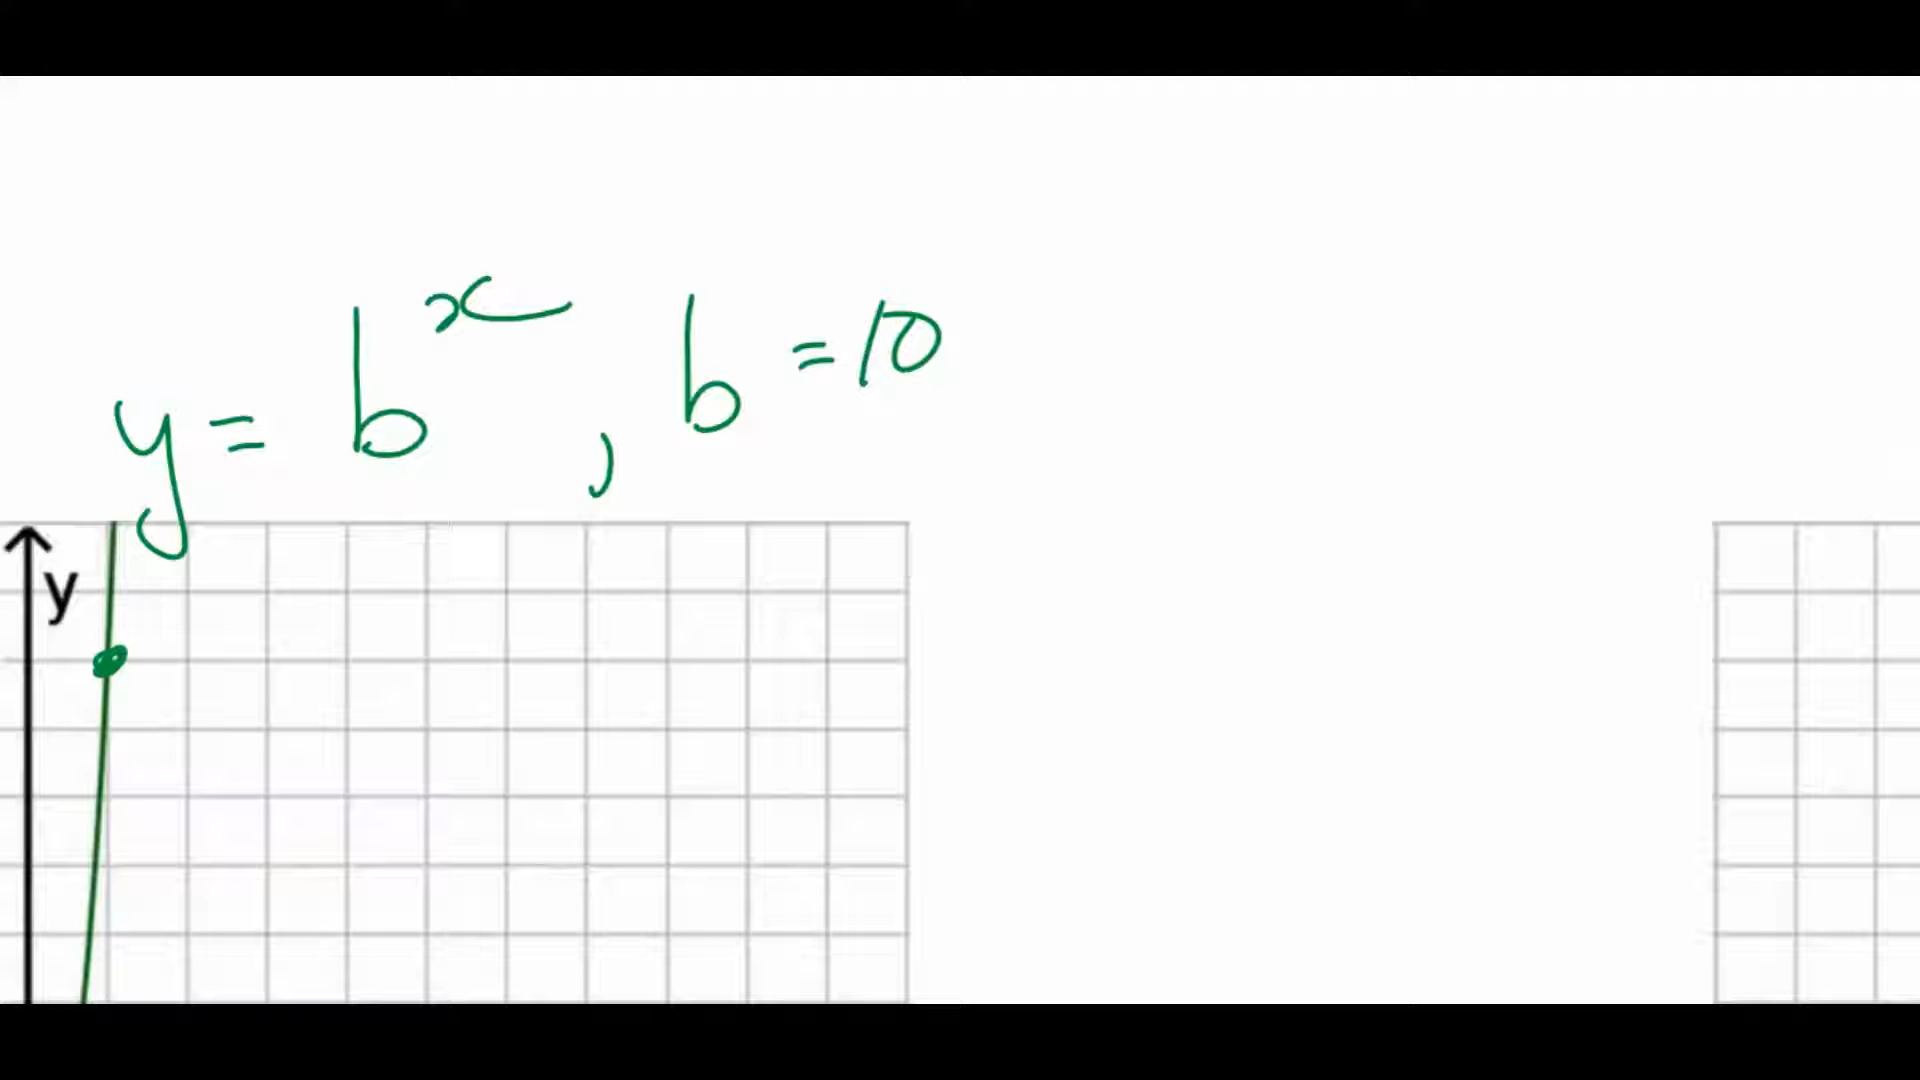 y = b^x , b = 10
y